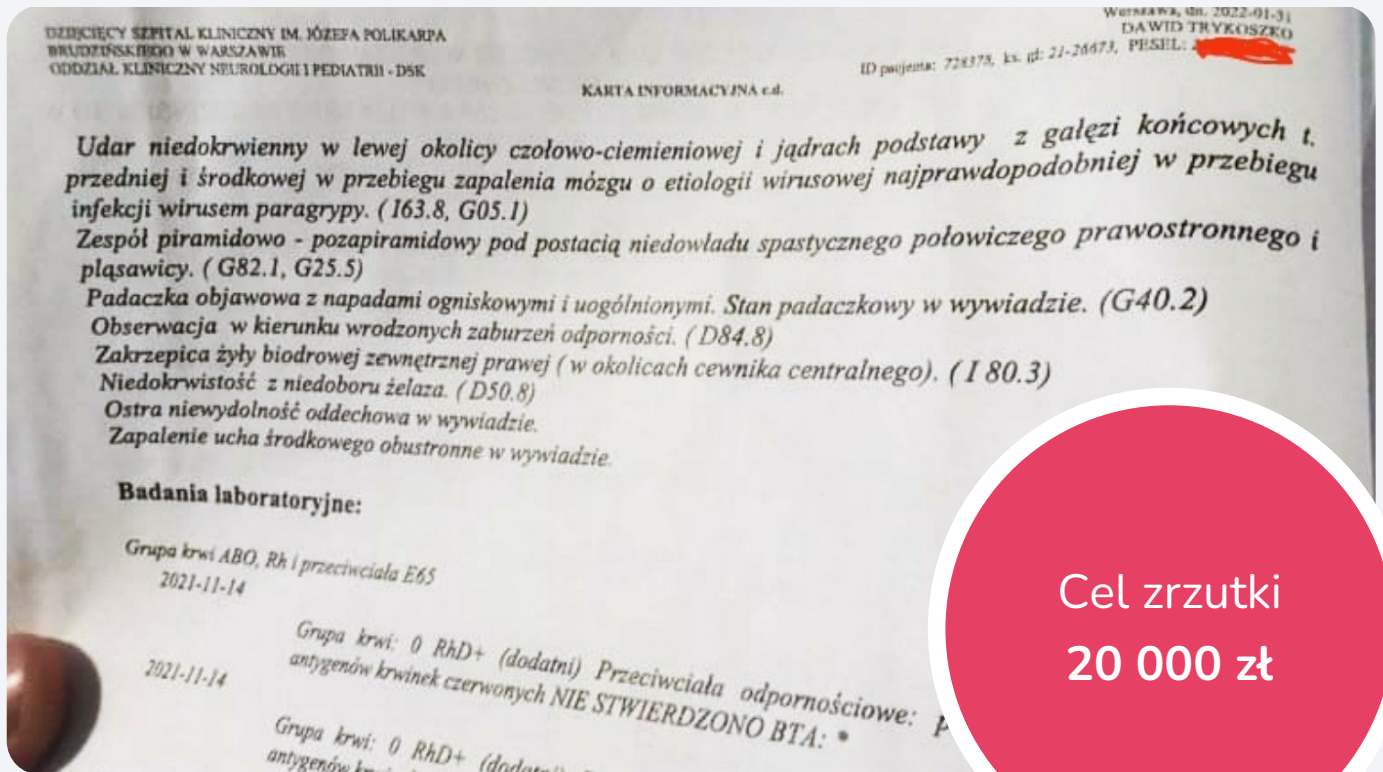 DZIECIĘCY SZPITAL KLINICZNY IM. JÓZEFA POLIKARPA
BRUDZIŃSKIEGO W WARSZAWIE
ODDZIAŁ KLINICZNY NEUROLOGII I PEDIATRII - D5K
Warszawa, dn. 2022-01-31
DAWID TRYKOSZKO
ID pacjenta: 728378, ks. gł: 21-26673, PESEL:
KARTA INFORMACYJNA c.d.
Udar niedokrwienny w lewej okolicy czołowo-ciemieniowej i jądrach podstawy z gałęzi końcowych t.
przedniej i środkowej w przebiegu zapalenia mózgu o etiologii wirusowej najprawdopodobniej w przebiegu
infekcji wirusem paragrypy. ( I63.8, G05.1)
Zespół piramidowo - pozapiramidowy pod postacią niedowładu spastycznego połowiczego prawostronnego i
pląsawicy. ( G82.1, G25.5)
Padaczka objawowa z napadami ogniskowymi i uogólnionymi. Stan padaczkowy w wywiadzie. (G40.2)
Obserwacja w kierunku wrodzonych zaburzeń odporności. ( D84.8)
Zakrzepica żyły biodrowej zewnętrznej prawej ( w okolicach cewnika centralnego). ( I 80.3)
Niedokrwistość z niedoboru żelaza. ( D50.8)
Ostra niewydolność oddechowa w wywiadzie.
Zapalenie ucha środkowego obustronne w wywiadzie.
Badania laboratoryjne:
Grupa krwi ABO, Rh i przeciwciała E65
2021-11-14
Grupa krwi: 0 RhD+ (dodatni) Przeciwciała odpornościowe: p
antygenów krwinek czerwonych NIE STWIERDZONO BTA: *
2021-11-14
Grupa krwi: 0 RhD+ (dodatni)
antygenów
Cel zrzutki
20 000 zł